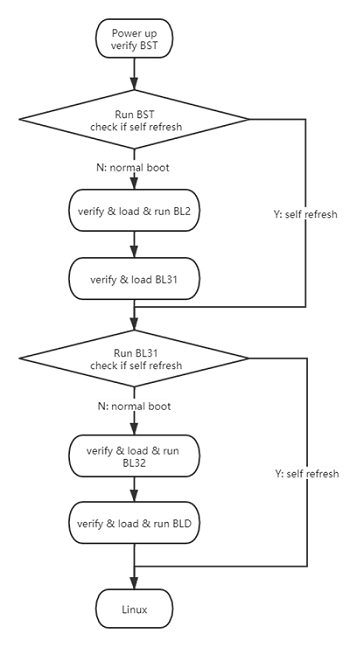 Power up
verify BST
Run BST
check if self refresh
N: normal boot
verify & load & run BL2
Y: self refresh
verify & load BL31
Run BL31
check if self refresh
N: normal boot
verify & load & run
BL32
Y: self refresh
verify & load & run BLD
Linux